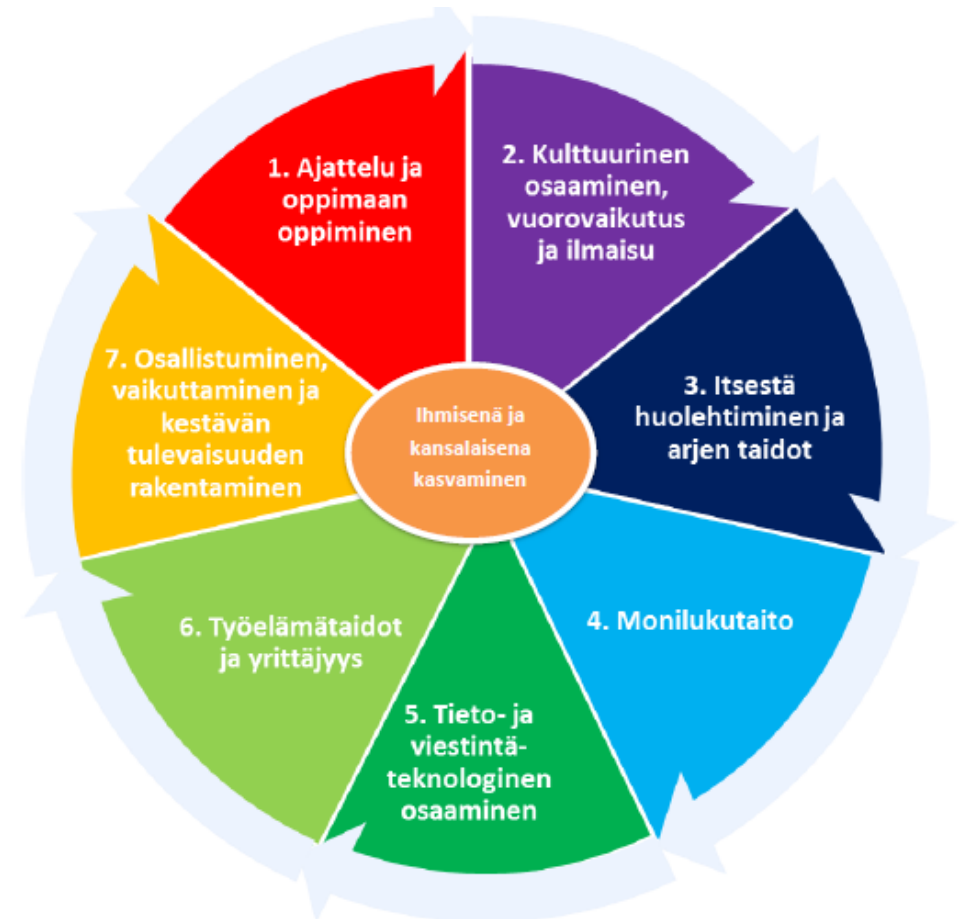 1. Ajattelu ja
oppimaan
oppiminen
2. Kulttuurinen
osaaminen,
vuorovaikutus
ja ilmaisu
3. Itsestä
huolehtiminen ja
arjen taidot
4. Monilukutaito
5. Tieto- ja
viestintä-
teknologinen
osaaminen
6. Työelämätaidot
ja yrittäjyys
7. Osallistuminen,
vaikuttaminen ja
kestävän
tulevaisuuden
rakentaminen
Ihmisenä ja
kansalaisena
kasvaminen